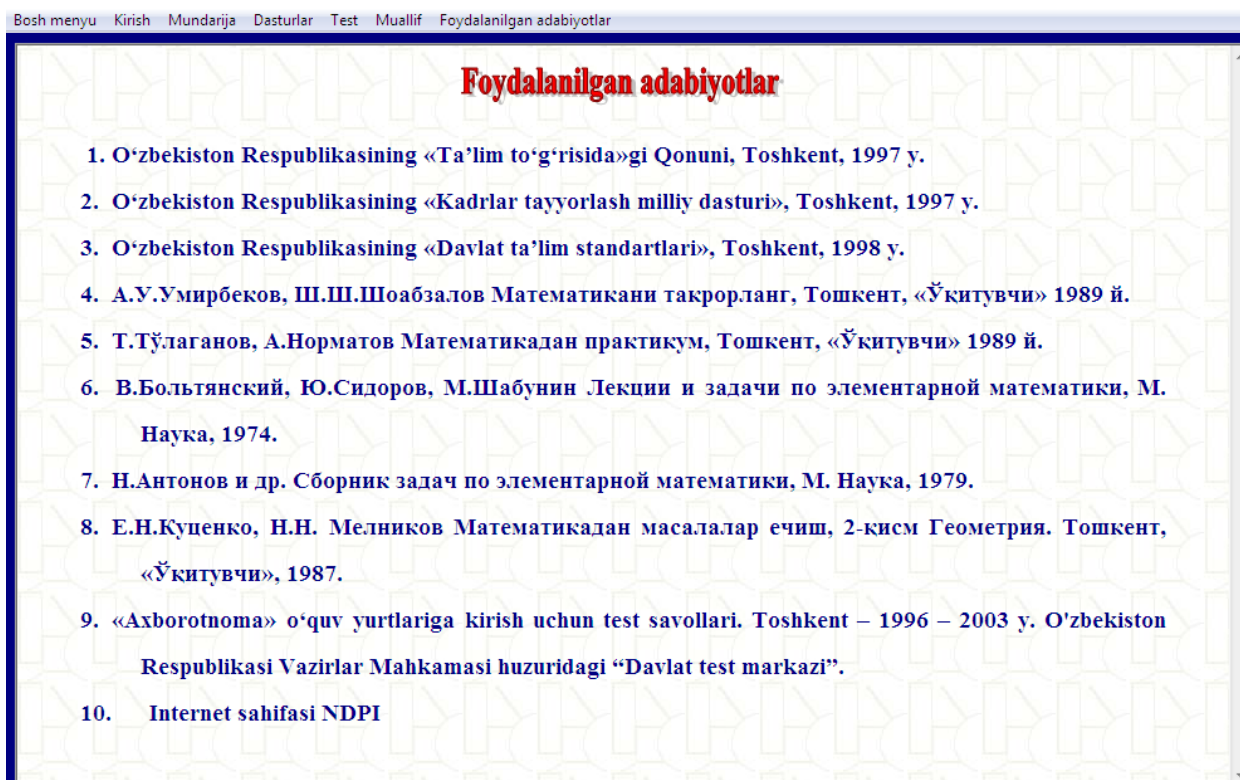 Bosh menyu Kirish Mundarija Dasturlar Test Muallif Foydalanilgan adabiyotlar
Foydalanilgan adabiyotlar
1. O‘zbekiston Respublikasining «Ta’lim to‘g‘risida»gi Qonuni, Toshkent, 1997 y.
2. O‘zbekiston Respublikasining «Kadrlar tayyorlash milliy dasturi», Toshkent, 1997 y.
3. O‘zbekiston Respublikasining «Davlat ta’lim standartlari», Toshkent, 1998 y.
4. А.У.Умирбеков, Ш.Ш.Шоабзалов Математикани такрорланг, Тошкент, «Ўқитувчи» 1989 й.
5. Т.Тўлаганов, А.Норматов Математикадан практикум, Тошкент, «Ўқитувчи» 1989 й.
6. В.Больтянский, Ю.Сидоров, М.Шабунин Лекции и задачи по элементарной математики, М.
Наука, 1974.
7. Н.Антонов и др. Сборник задач по элементарной математики, М. Наука, 1979.
8. Е.Н.Куценко, Н.Н. Мелников Математикадан масалалар ечиш, 2-қисм Геометрия. Тошкент,
«Ўқитувчи», 1987.
9. «Axborotnoma» o‘quv yurtlariga kirish uchun test savollari. Toshkent – 1996 – 2003 y. O'zbekiston
Respublikasi Vazirlar Mahkamasi huzuridagi “Davlat test markazi”.
10. Internet sahifasi NDPI